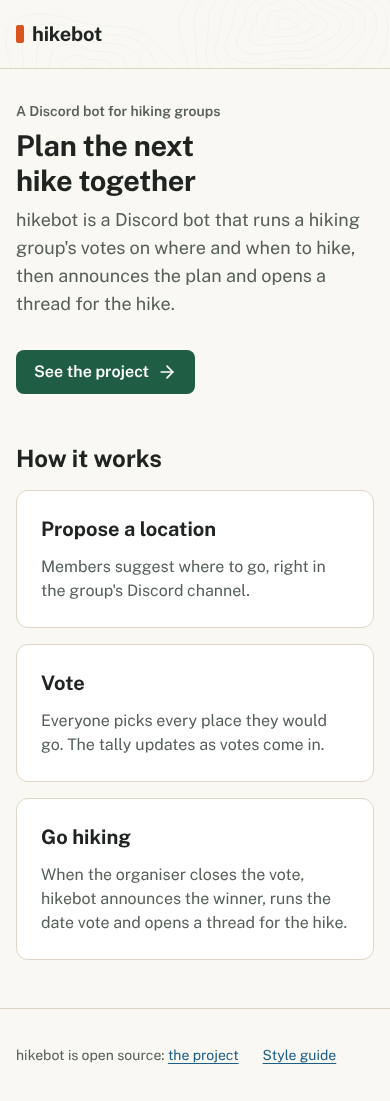 hikebot
A Discord bot for hiking groups
Plan the next
hike together
hikebot is a Discord bot that runs a hiking
group's votes on where and when to hike,
then announces the plan and opens a
thread for the hike.
See the project →
How it works
Propose a location
Members suggest where to go, right in
the group's Discord channel.
Vote
Everyone picks every place they would
go. The tally updates as votes come in.
Go hiking
When the organiser closes the vote,
hikebot announces the winner, runs the
date vote and opens a thread for the hike.
hikebot is open source: the project Style guide